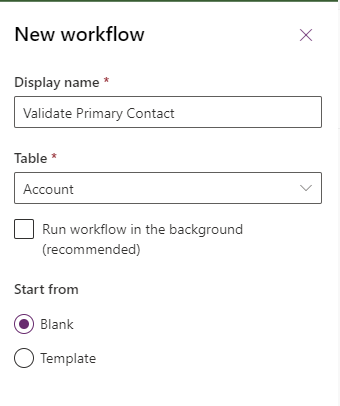 New workflow
Display name *
Validate Primary Contact
Table *
Account
Run workflow in the background
(recommended)
Start from
Blank
Template